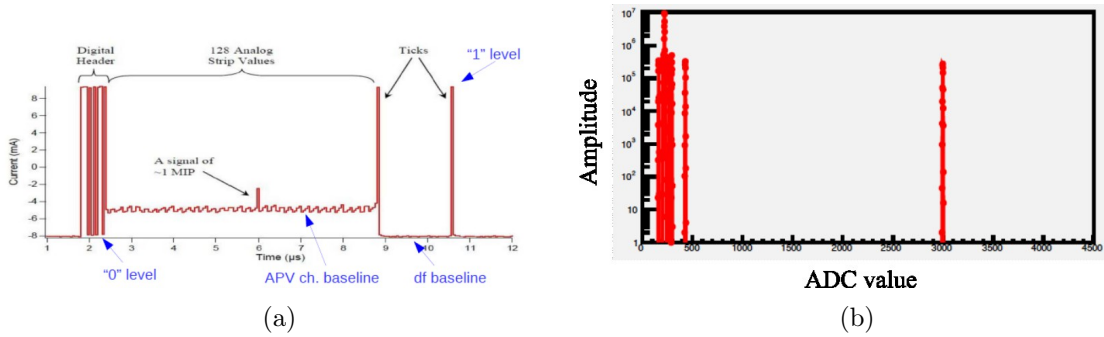 Digital
Header
128 Analog
Strip Values
Ticks
"1" level
8
6
4
2
0
-2
-4
-6
-8
Current (mA)
A signal of
~1 MIP
1 2 3 4 5 6 7 8 9 10 11 12
Time (μs)
"0" level
APV ch. baseline
df baseline
(a)
10⁷
10⁶
10⁵
10⁴
10³
10²
10
1
Amplitude
500 1000 1500 2000 2500 3000 3500 4000 4500
ADC value
(b)